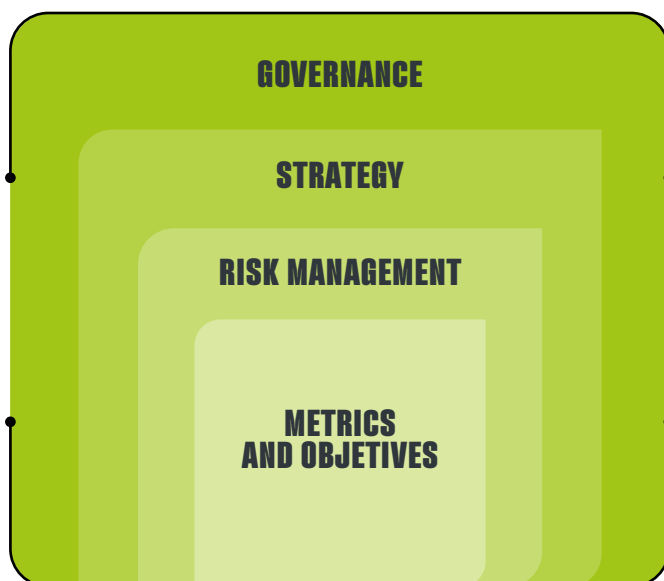 GOVERNANCE
STRATEGY
RISK MANAGEMENT
METRICS
AND OBJETIVES